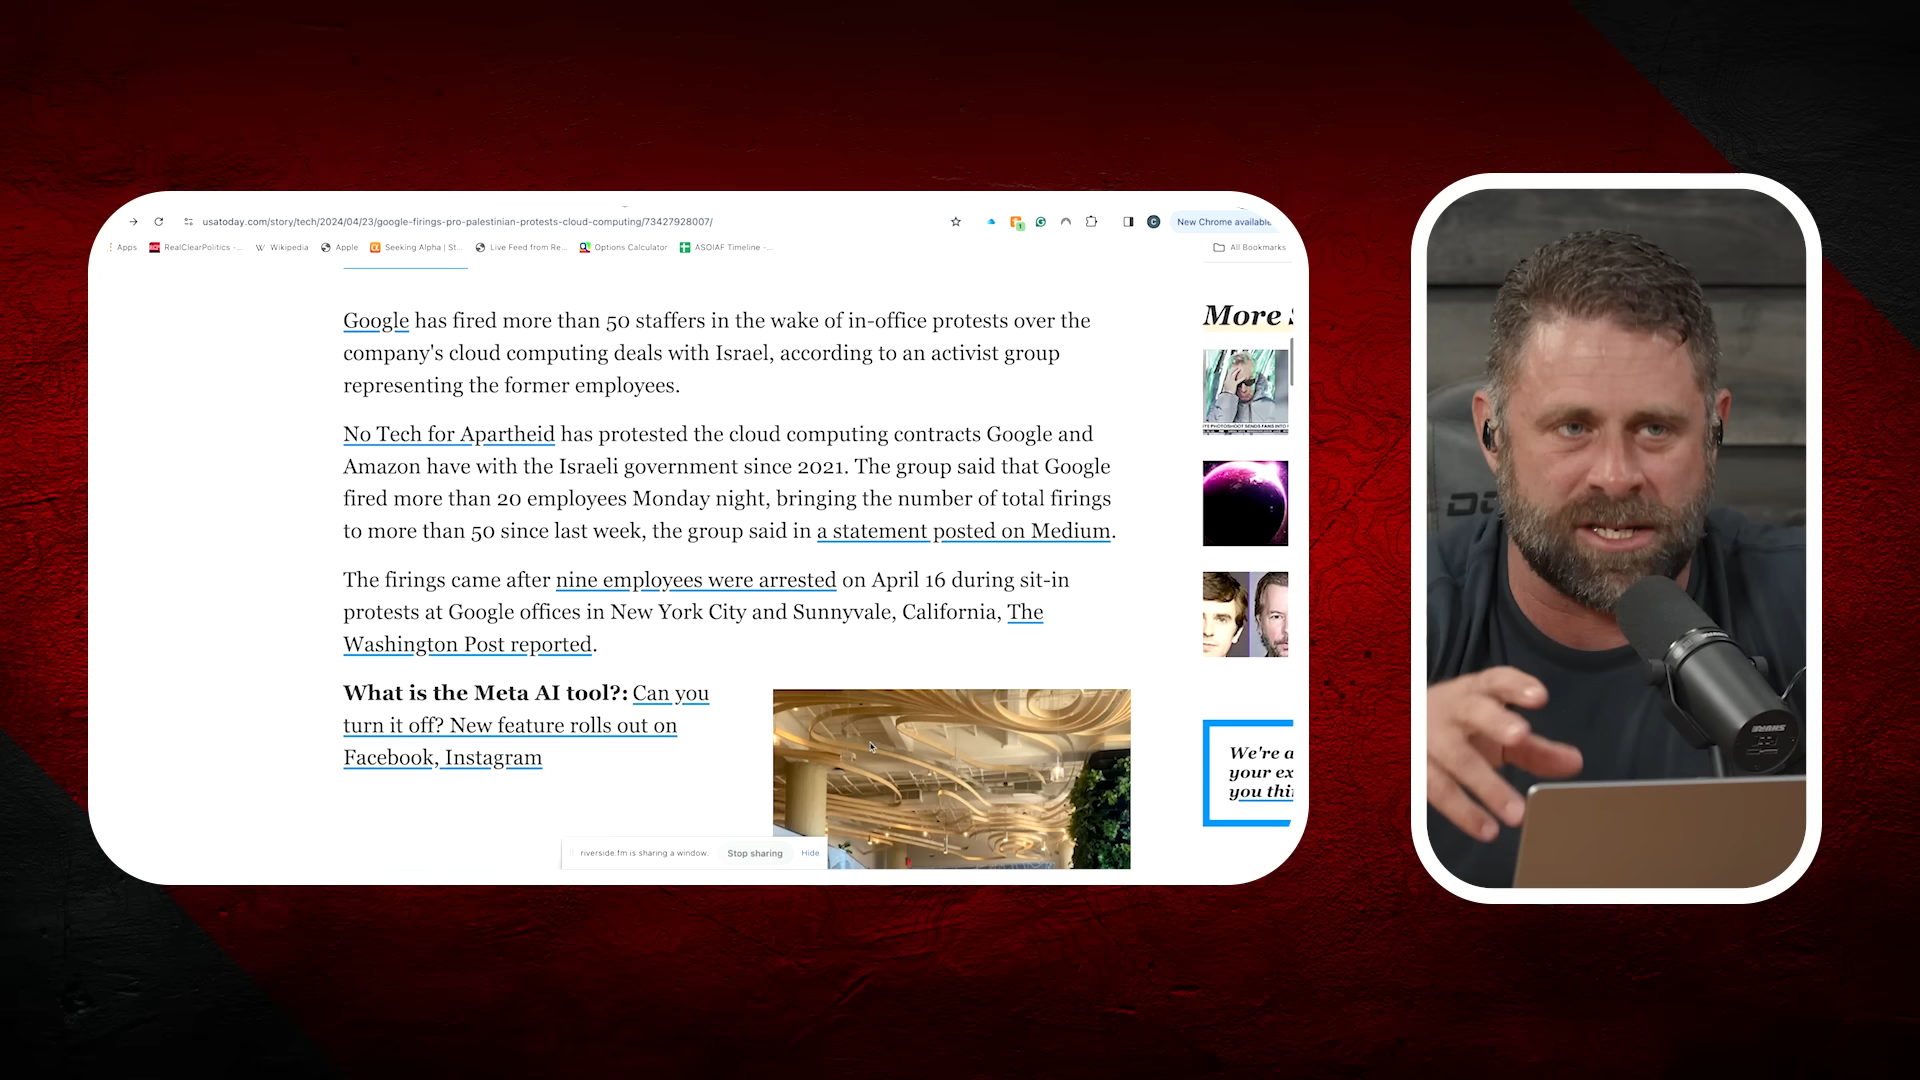 usatoday.com/story/tech/2024/04/23/google-firings-pro-palestinian-protests-cloud-computing/73427928007/
New Chrome available
Apps
RealClearPolitics -...
Wikipedia
Apple
Seeking Alpha | St...
Live Feed from Re...
Options Calculator
ASOIAF Timeline -...
All Bookmarks
Google has fired more than 50 staffers in the wake of in-office protests over the
company's cloud computing deals with Israel, according to an activist group
representing the former employees.
No Tech for Apartheid has protested the cloud computing contracts Google and
Amazon have with the Israeli government since 2021. The group said that Google
fired more than 20 employees Monday night, bringing the number of total firings
to more than 50 since last week, the group said in a statement posted on Medium.
The firings came after nine employees were arrested on April 16 during sit-in
protests at Google offices in New York City and Sunnyvale, California, The
Washington Post reported.
What is the Meta AI tool?: Can you
turn it off? New feature rolls out on
Facebook, Instagram
More
We're a
your ex
you thi
riverside.fm is sharing a window.
Stop sharing
Hide
SHURE